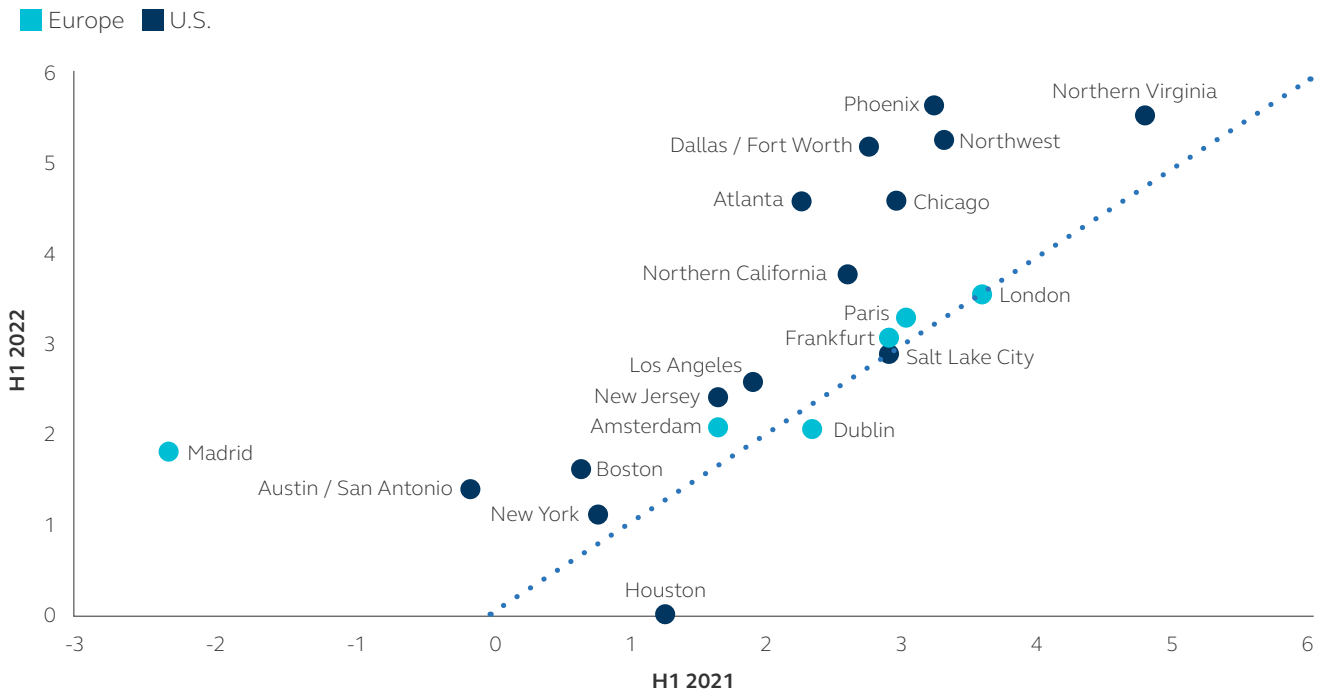 Europe U.S.
6
Northern Virginia
Phoenix
Northwest
Dallas / Fort Worth
5
Atlanta
Chicago
4
Northern California
London
Paris
Frankfurt
3
Salt Lake City
H1 2022
Los Angeles
New Jersey
Amsterdam
Dublin
2
Madrid
Boston
Austin / San Antonio
New York
1
Houston
0
-3 -2 -1 0 1 2 3 4 5 6
H1 2021